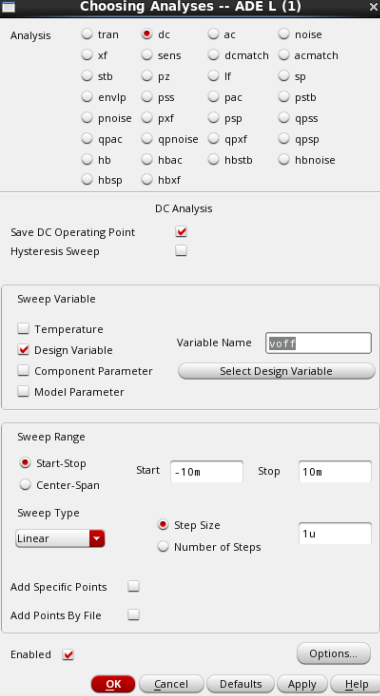 Choosing Analyses -- ADE L (1)
Analysis tran dc ac noise
xf sens dcmatch acmatch
stb pz lf sp
envlp pss pac pstb
pnoise pxf psp qpss
qpac qpnoise qpxf qpsp
hb hbac hbstb hbnoise
hbsp hbxf
DC Analysis
Save DC Operating Point
Hysteresis Sweep
Sweep Variable
Temperature
Design Variable
Variable Name voff
Component Parameter
Select Design Variable
Model Parameter
Sweep Range
Start-Stop Start -10m Stop 10m
Center-Span
Sweep Type
Linear
Step Size
1u
Number of Steps
Add Specific Points
Add Points By File
Enabled Options...
OK Cancel Defaults Apply Help